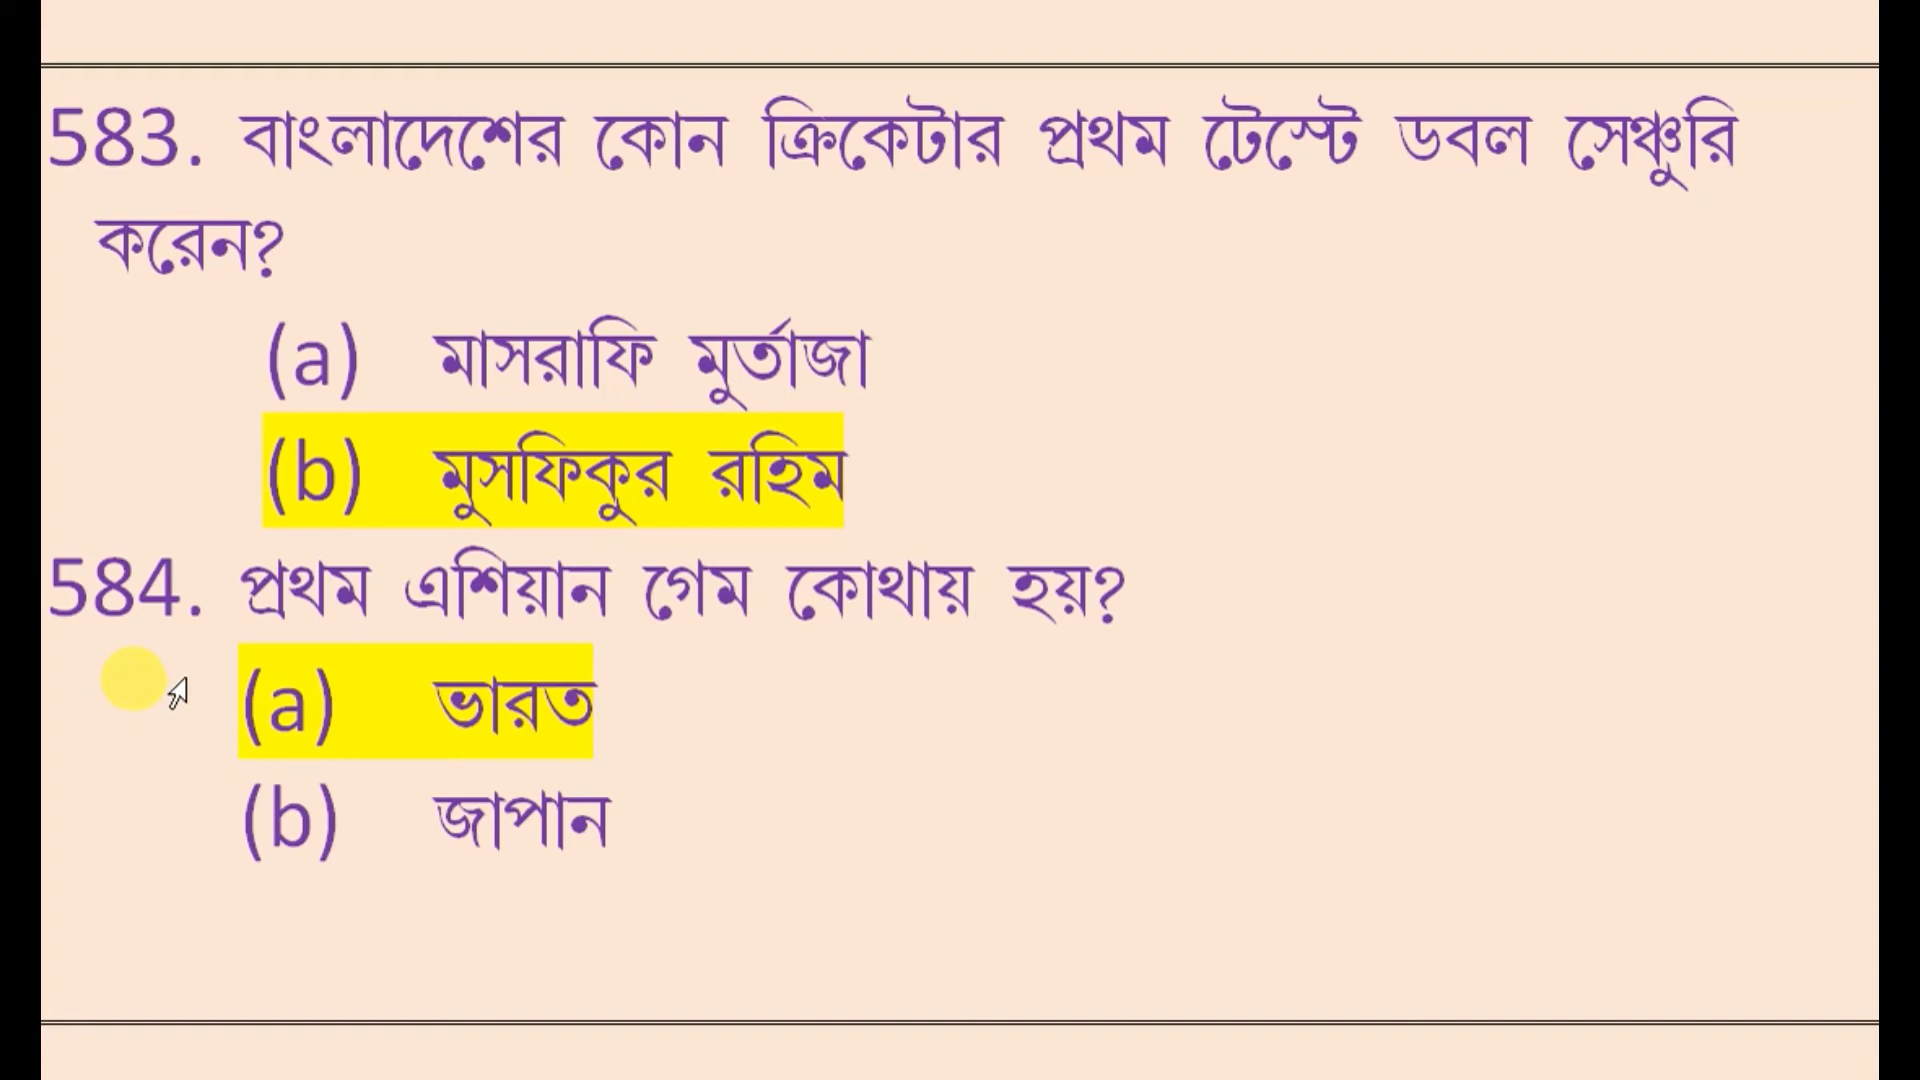 583. বাংলাদেশের কোন ক্রিকেটার প্রথম টেস্টে ডবল সেঞ্চুরি
করেন?
(a) মাসরাফি মুর্তাজা
(b) মুসফিকুর রহিম
584. প্রথম এশিয়ান গেম কোথায় হয়?
(a) ভারত
(b) জাপান